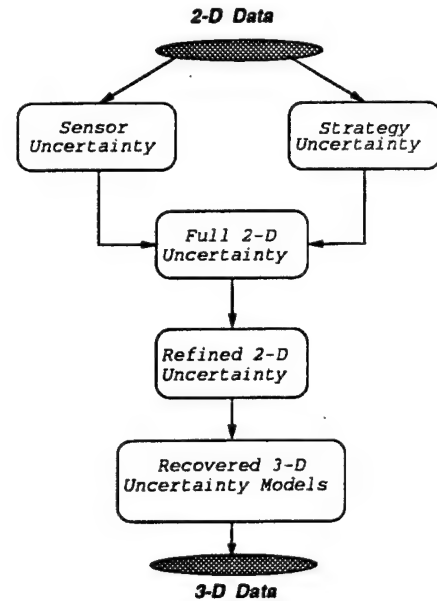 2-D Data
Sensor
Uncertainty
Strategy
Uncertainty
Full 2-D
Uncertainty
Refined 2-D
Uncertainty
Recovered 3-D
Uncertainty Models
3-D Data